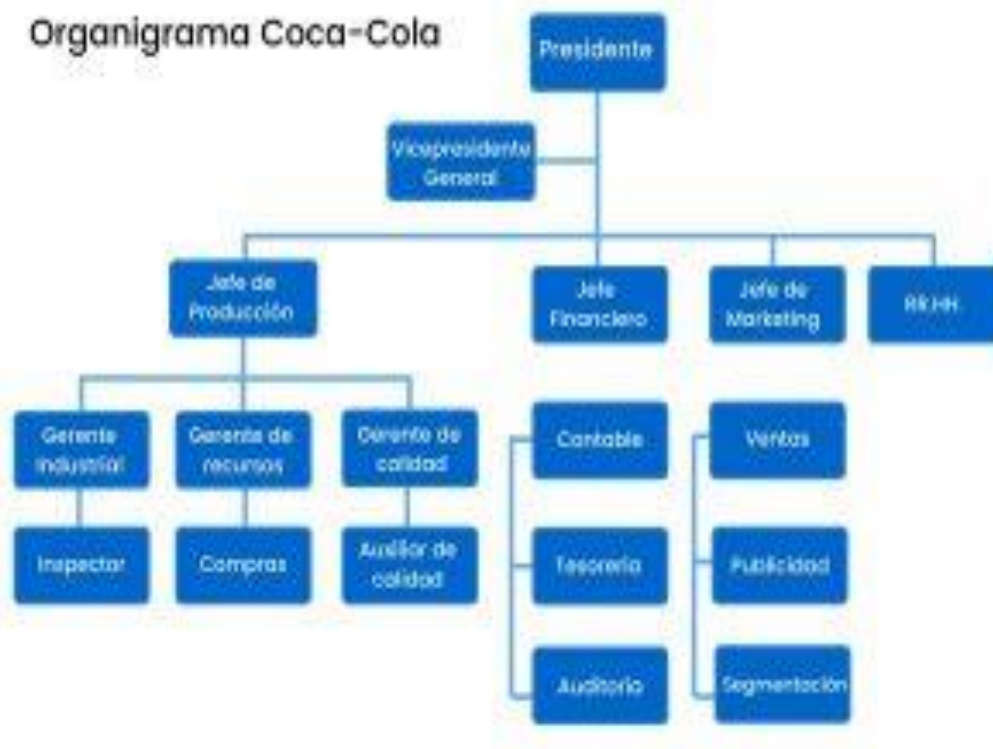 Organigrama Coca-Cola
Presidente
Vicepresidente
General
Jefe de
Producción
Jefe
Financiero
Jefe de
Marketing
RR.HH
Gerente
Industrial
Gerente de
recursos
Gerente de
calidad
Contable
Ventas
Inspector
Compras
Auxiliar de
calidad
Tesorería
Publicidad
Auditoria
Segmentación